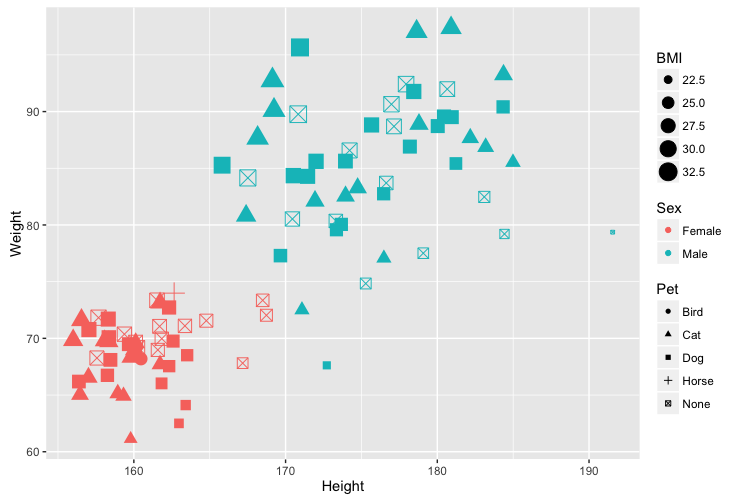 Weight
90
80
70
60
160
170
180
190
Height
BMI
22.5
25.0
27.5
30.0
32.5
Sex
Female
Male
Pet
Bird
Cat
Dog
Horse
None